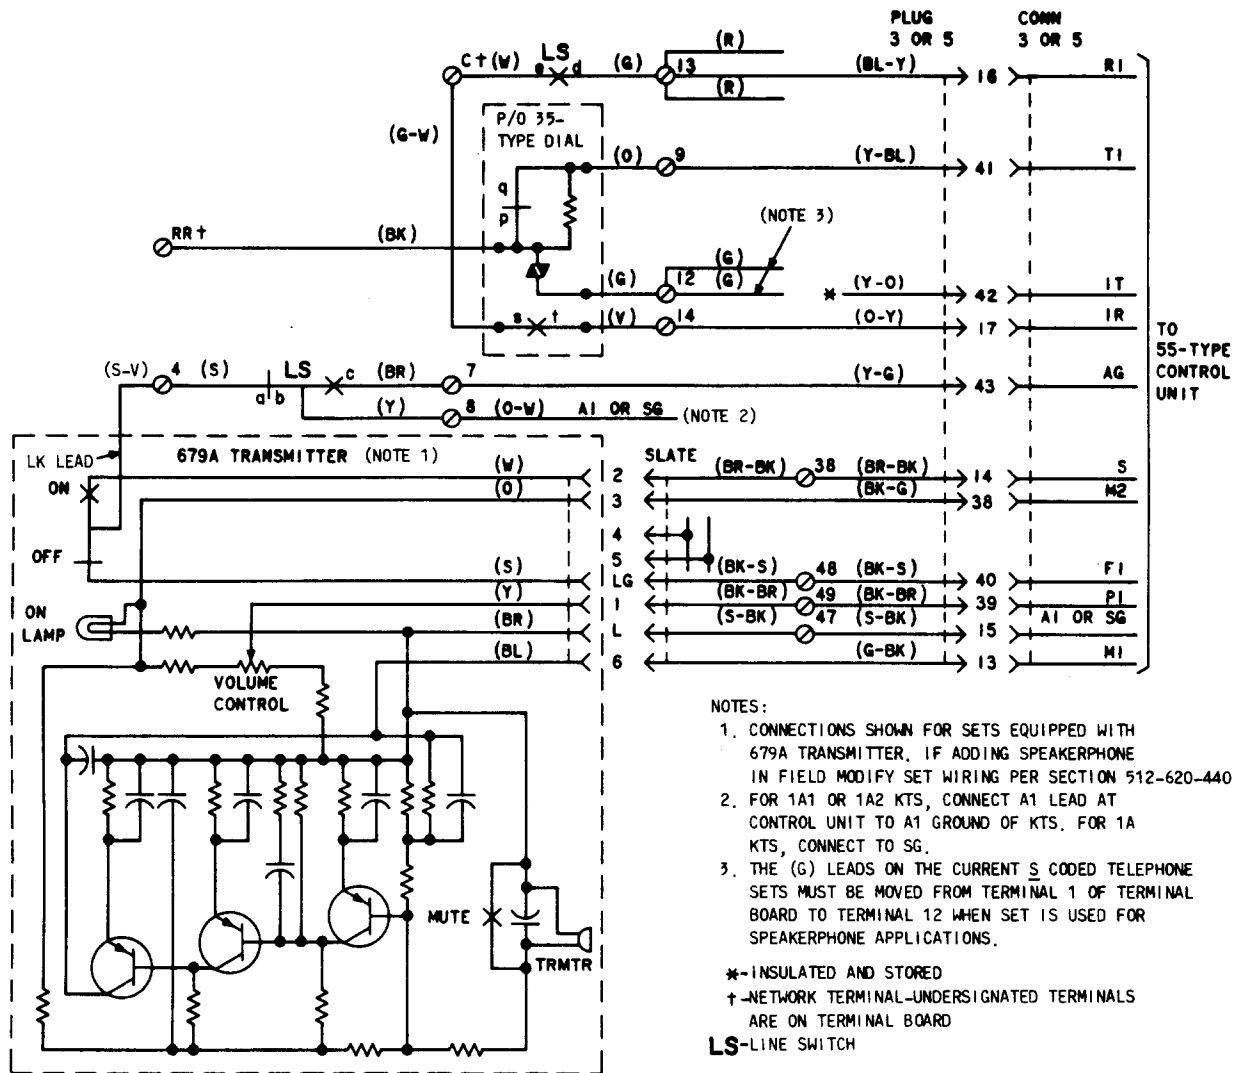 PLUG CONN
3 OR 5 3 OR 5
(R)
C† (W) LS (G) 13 (BL-Y) 16 R1
e d
(R)
(G-W)
P/O 35-
TYPE DIAL
(O) 9 (Y-BL) 41 T1
q
p
(NOTE 3)
RR† (BK)
(G)
(G) 12 (G) * (Y-O) 42 IT
s t (V) 14 (O-Y) 17 IR
TO
55-TYPE
CONTROL
UNIT
(S-V) 4 (S) LS c (BR) 7 (Y-G) 43 AG
a b
(Y) 8 (O-W) A1 OR SG (NOTE 2)
LK LEAD 679A TRANSMITTER (NOTE 1) SLATE
ON (W) 2 (BR-BK) 38 (BR-BK) 14 S
(O) 3 (BK-G) 38 M2
4
OFF 5
(S) LG (BK-S) 48 (BK-S) 40 F1
(Y) 1 (BK-BR) 49 (BK-BR) 39 P1
ON
LAMP (BR) L (S-BK) 47 (S-BK) 15 A1 OR SG
(BL) 6 (G-BK) 13 M1
VOLUME
CONTROL
MUTE
TRMTR
NOTES:
1. CONNECTIONS SHOWN FOR SETS EQUIPPED WITH
679A TRANSMITTER. IF ADDING SPEAKERPHONE
IN FIELD MODIFY SET WIRING PER SECTION 512-620-440
2. FOR 1A1 OR 1A2 KTS, CONNECT A1 LEAD AT
CONTROL UNIT TO A1 GROUND OF KTS. FOR 1A
KTS, CONNECT TO SG.
3. THE (G) LEADS ON THE CURRENT S CODED TELEPHONE
SETS MUST BE MOVED FROM TERMINAL 1 OF TERMINAL
BOARD TO TERMINAL 12 WHEN SET IS USED FOR
SPEAKERPHONE APPLICATIONS.
*-INSULATED AND STORED
†-NETWORK TERMINAL-UNDERSIGNATED TERMINALS
ARE ON TERMINAL BOARD
LS-LINE SWITCH